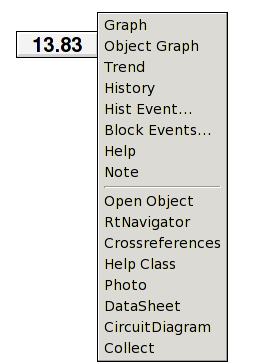 13.83
Graph
Object Graph
Trend
History
Hist Event...
Block Events...
Help
Note
Open Object
RtNavigator
Crossreferences
Help Class
Photo
DataSheet
CircuitDiagram
Collect